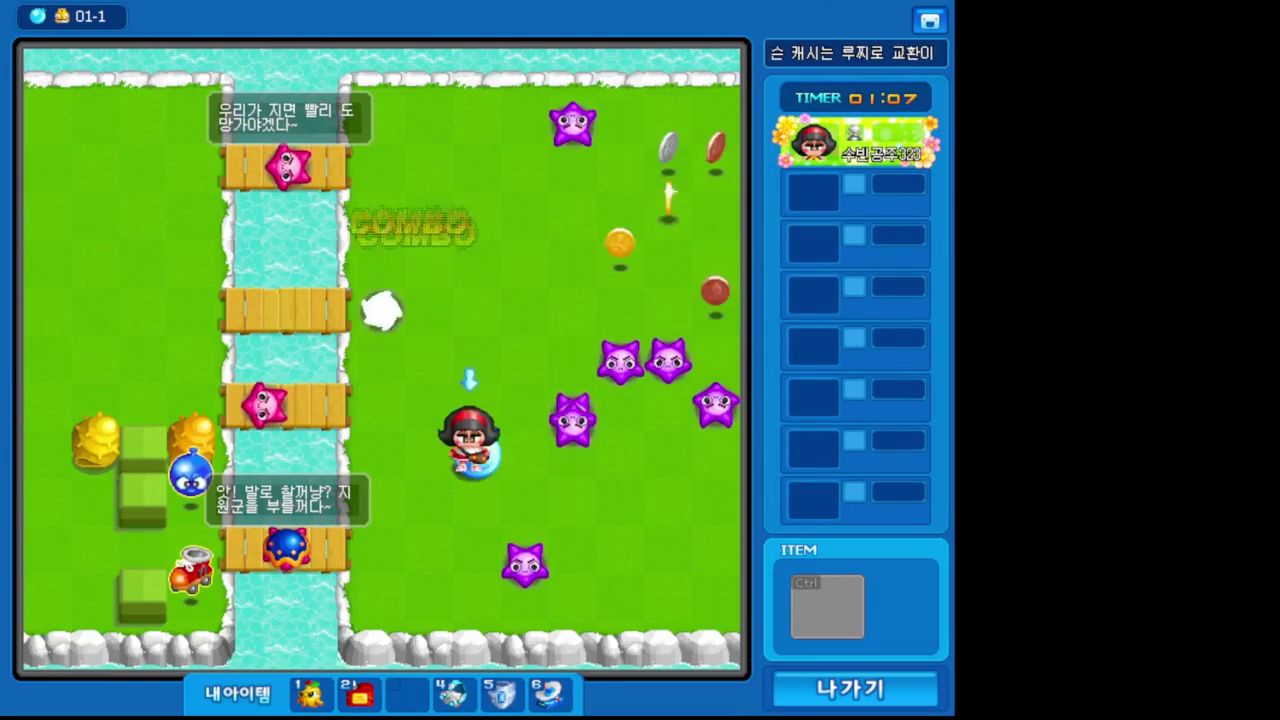 01-1
슨 캐시는 루찌로 교환이
TIMER 01:07
수빈공주323
우리가 지면 빨리 도
망가야겠다~
COMBO
앗! 발로 찰꺼냥? 지
원군를 부를꺼다~
ITEM
Ctrl
내아이템
1
2
4
5
6
나가기